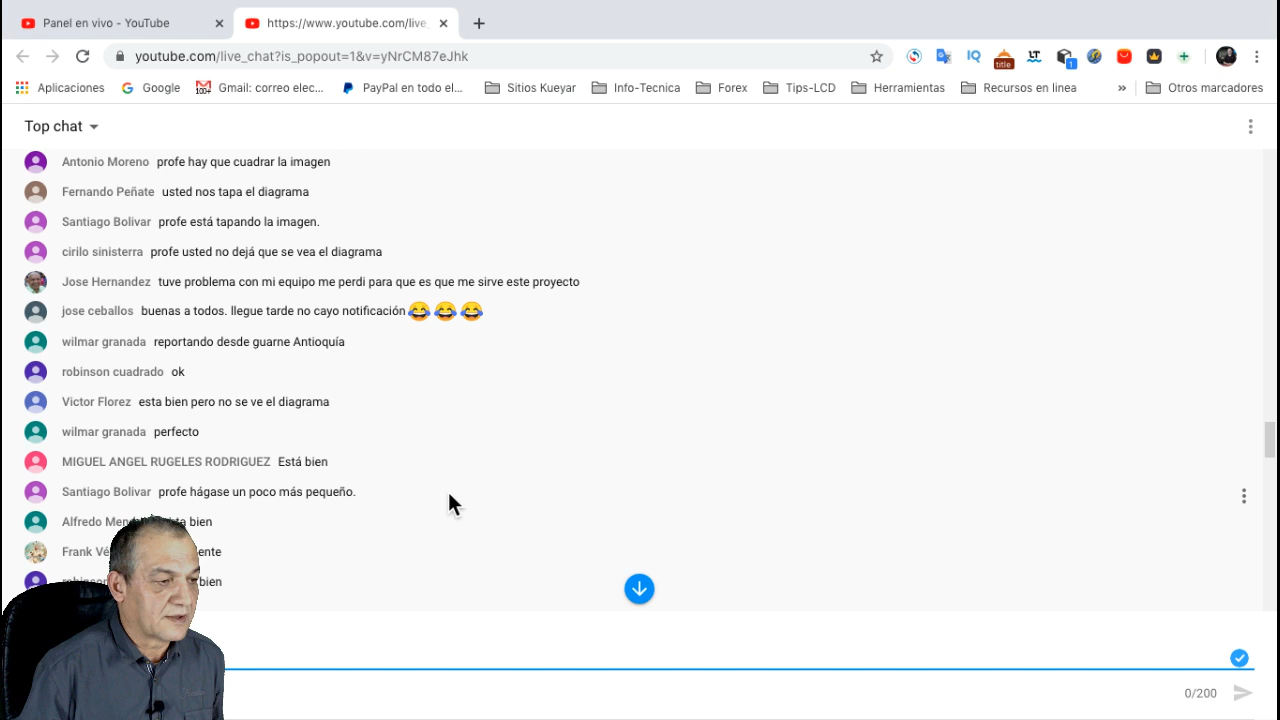 Panel en vivo - YouTube
https://www.youtube.com/live_
youtube.com/live_chat?is_popout=1&v=yNrCM87eJhk
IQ
title
LT
1
Aplicaciones
Google
100+
Gmail: correo elec...
PayPal en todo el...
Sitios Kueyar
Info-Tecnica
Forex
Tips-LCD
Herramientas
Recursos en linea
»
Otros marcadores
Top chat
Antonio Moreno profe hay que cuadrar la imagen
Fernando Peñate usted nos tapa el diagrama
Santiago Bolivar profe está tapando la imagen.
cirilo sinisterra profe usted no dejá que se vea el diagrama
Jose Hernandez tuve problema con mi equipo me perdi para que es que me sirve este proyecto
jose ceballos buenas a todos. llegue tarde no cayo notificación 😂 😂 😂
wilmar granada reportando desde guarne Antioquía
robinson cuadrado ok
Victor Florez esta bien pero no se ve el diagrama
wilmar granada perfecto
MIGUEL ANGEL RUGELES RODRIGUEZ Está bien
Santiago Bolivar profe hágase un poco más pequeño.
Alfredo bien
Frank
bien
0/200